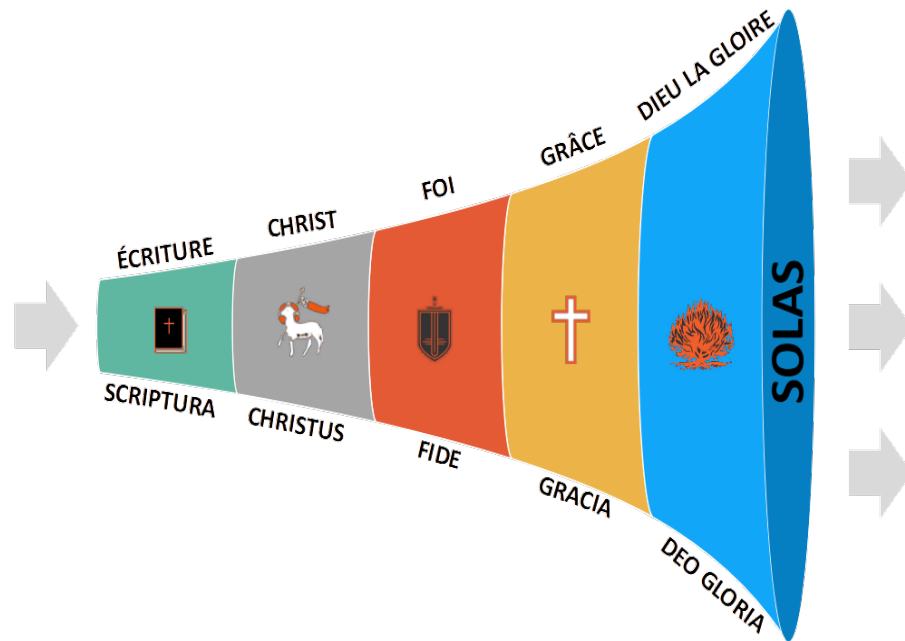 ÉCRITURE
CHRIST
FOI
GRÂCE
DIEU LA GLOIRE
SCRIPTURA
CHRISTUS
FIDE
GRACIA
DEO GLORIA
SOLAS